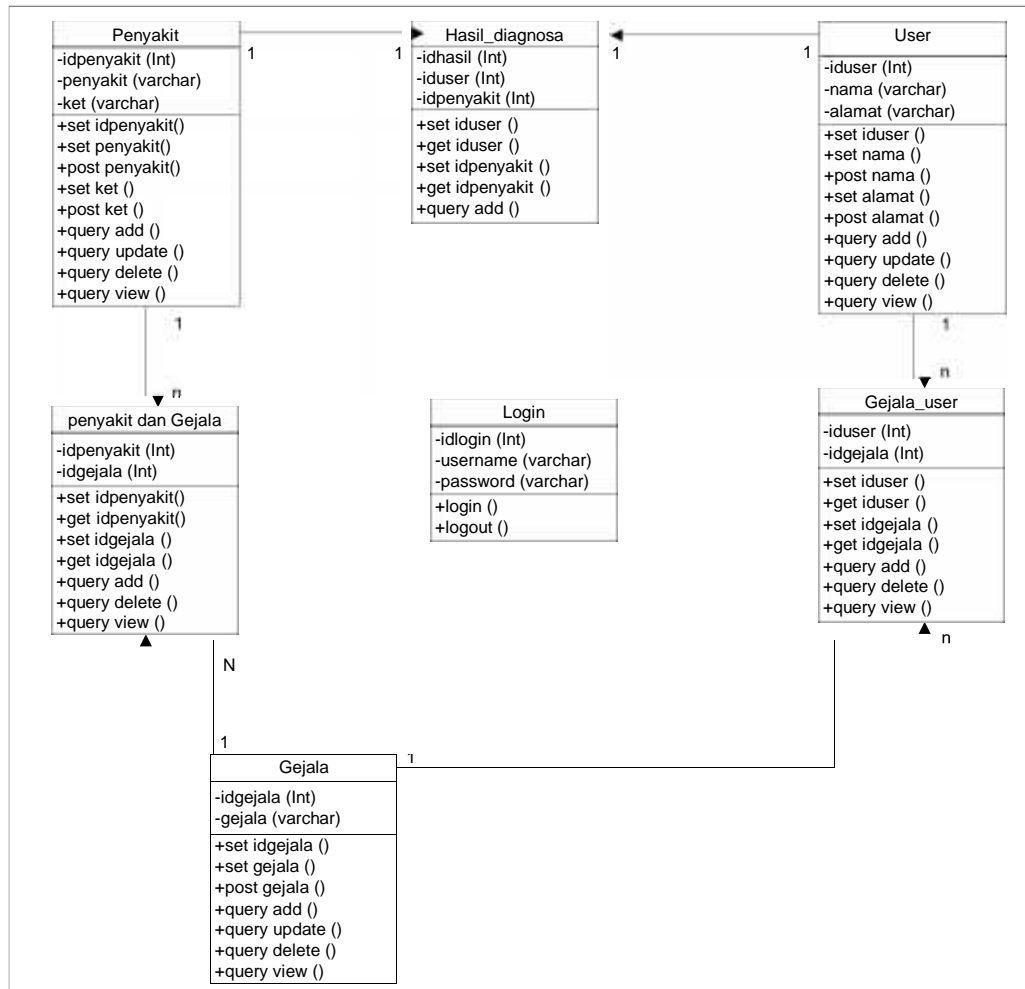 Penyakit
-idpenyakit (Int)
-penyakit (varchar)
-ket (varchar)
+set idpenyakit()
+set penyakit()
+post penyakit()
+set ket ()
+post ket ()
+query add ()
+query update ()
+query delete ()
+query view ()
1
1
Hasil_diagnosa
-idhasil (Int)
-iduser (Int)
-idpenyakit (Int)
+set iduser ()
+get iduser ()
+set idpenyakit ()
+get idpenyakit ()
+query add ()
1
1
User
-iduser (Int)
-nama (varchar)
-alamat (varchar)
+set iduser ()
+set nama ()
+post nama ()
+set alamat ()
+post alamat ()
+query add ()
+query update ()
+query delete ()
+query view ()
1
n
1
n
penyakit dan Gejala
-idpenyakit (Int)
-idgejala (Int)
+set idpenyakit()
+get idpenyakit()
+set idgejala ()
+get idgejala ()
+query add ()
+query delete ()
+query view ()
Login
-idlogin (Int)
-username (varchar)
-password (varchar)
+login ()
+logout ()
Gejala_user
-iduser (Int)
-idgejala (Int)
+set iduser ()
+get iduser ()
+set idgejala ()
+get idgejala ()
+query add ()
+query delete ()
+query view ()
N
n
1
1
Gejala
-idgejala (Int)
-gejala (varchar)
+set idgejala ()
+set gejala ()
+post gejala ()
+query add ()
+query update ()
+query delete ()
+query view ()